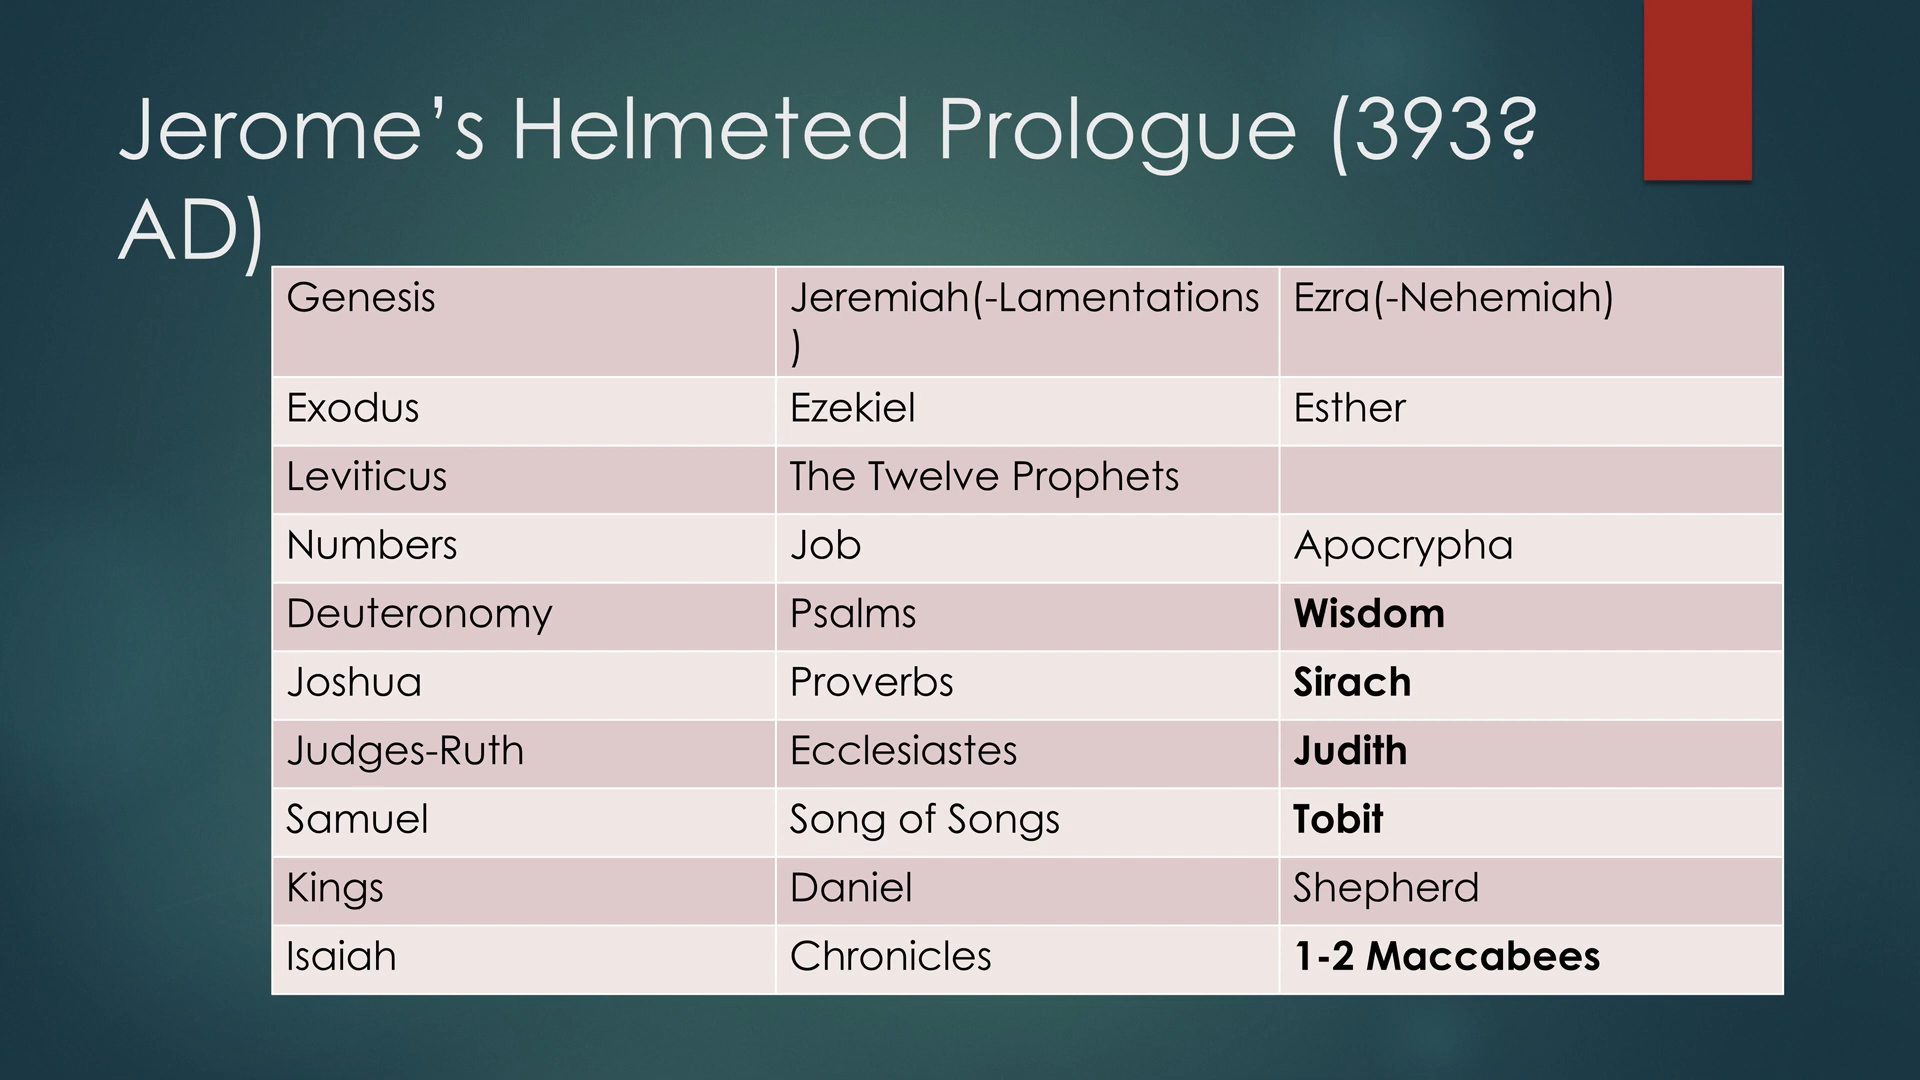 Jerome’s Helmeted Prologue (393?
AD)
Genesis
Jeremiah(-Lamentations
)
Ezra(-Nehemiah)
Exodus
Ezekiel
Esther
Leviticus
The Twelve Prophets
Numbers
Job
Apocrypha
Deuteronomy
Psalms
Wisdom
Joshua
Proverbs
Sirach
Judges-Ruth
Ecclesiastes
Judith
Samuel
Song of Songs
Tobit
Kings
Daniel
Shepherd
Isaiah
Chronicles
1-2 Maccabees